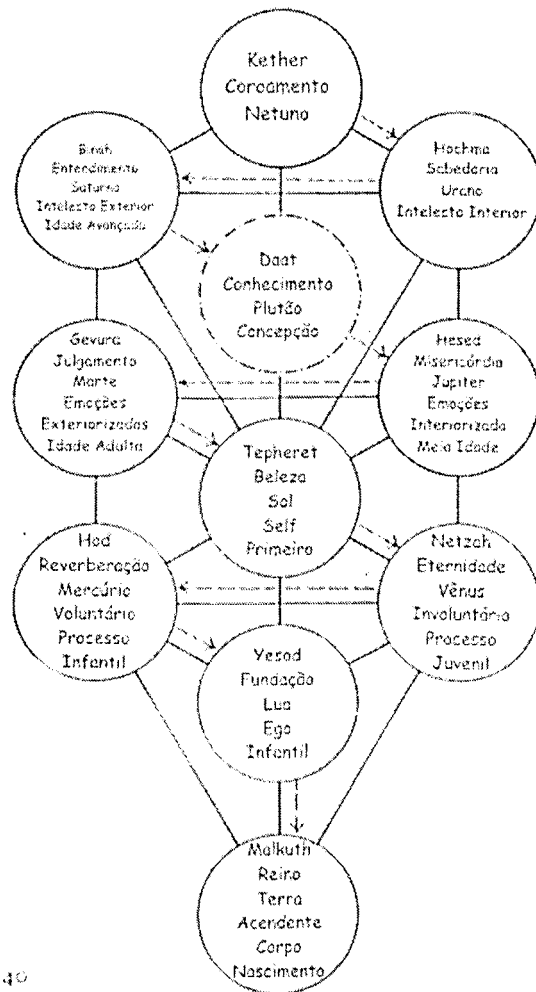 Kether
Coroamento
Netuno
Binah
Entendimento
Saturno
Intelecto Exterior
Idade Avançada
Hochma
Sabedoria
Urano
Intelecto Interior
Daat
Conhecimento
Plutão
Concepção
Gevura
Julgamento
Marte
Emoções
Exteriorizadas
Idade Adulta
Hesed
Misericórdia
Jupiter
Emoções
Interiorizada
Meia Idade
Tepheret
Beleza
Sol
Self
Primeiro
Hod
Reverberação
Mercúrio
Voluntário
Processo
Infantil
Netzah
Eternidade
Vênus
Involuntário
Processo
Juvenil
Yesod
Fundação
Lua
Ego
Infantil
Malkuth
Reino
Terra
Acendente
Corpo
Nascimento
40